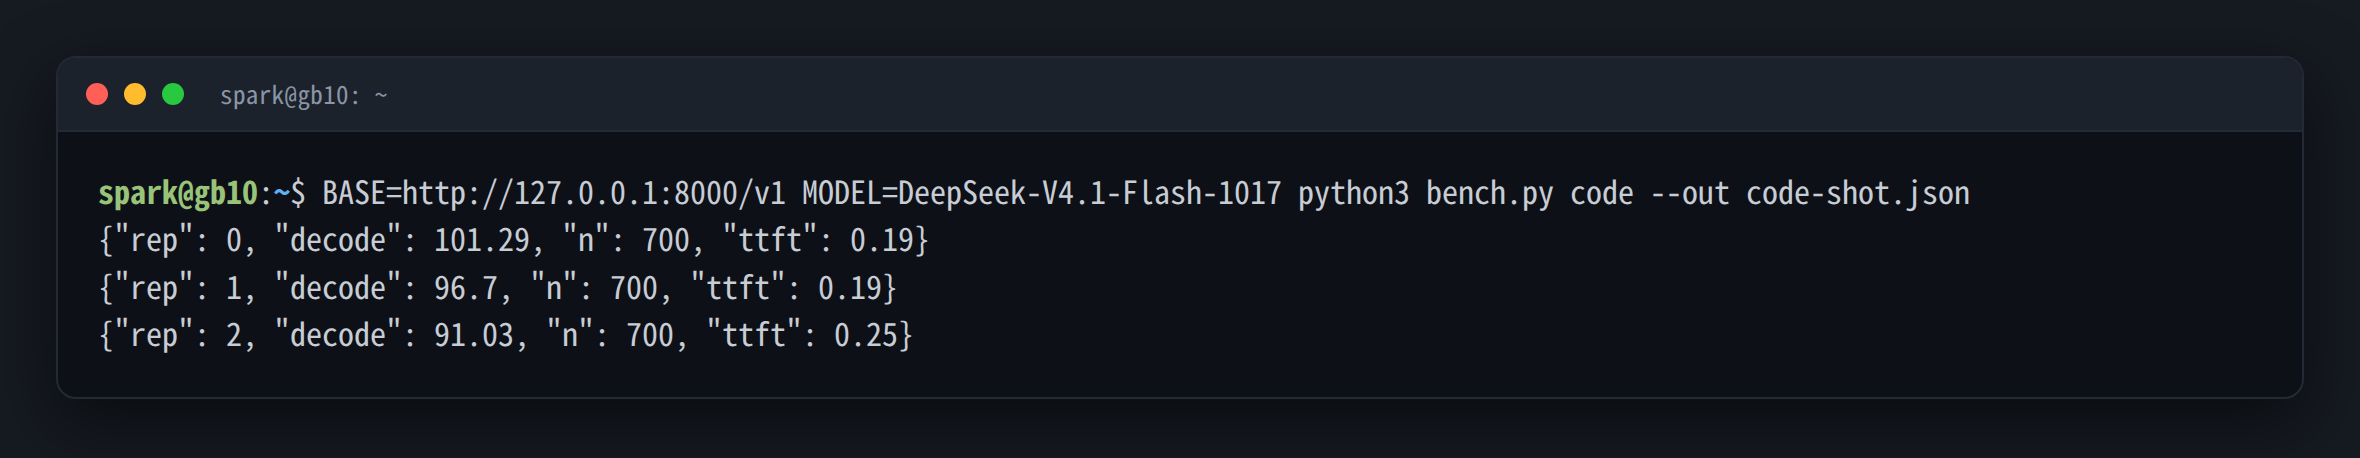 spark@gb10: ~
spark@gb10:~$ BASE=http://127.0.0.1:8000/v1 MODEL=DeepSeek-V4.1-Flash-1017 python3 bench.py code --out code-shot.json
{"rep": 0, "decode": 101.29, "n": 700, "ttft": 0.19}
{"rep": 1, "decode": 96.7, "n": 700, "ttft": 0.19}
{"rep": 2, "decode": 91.03, "n": 700, "ttft": 0.25}